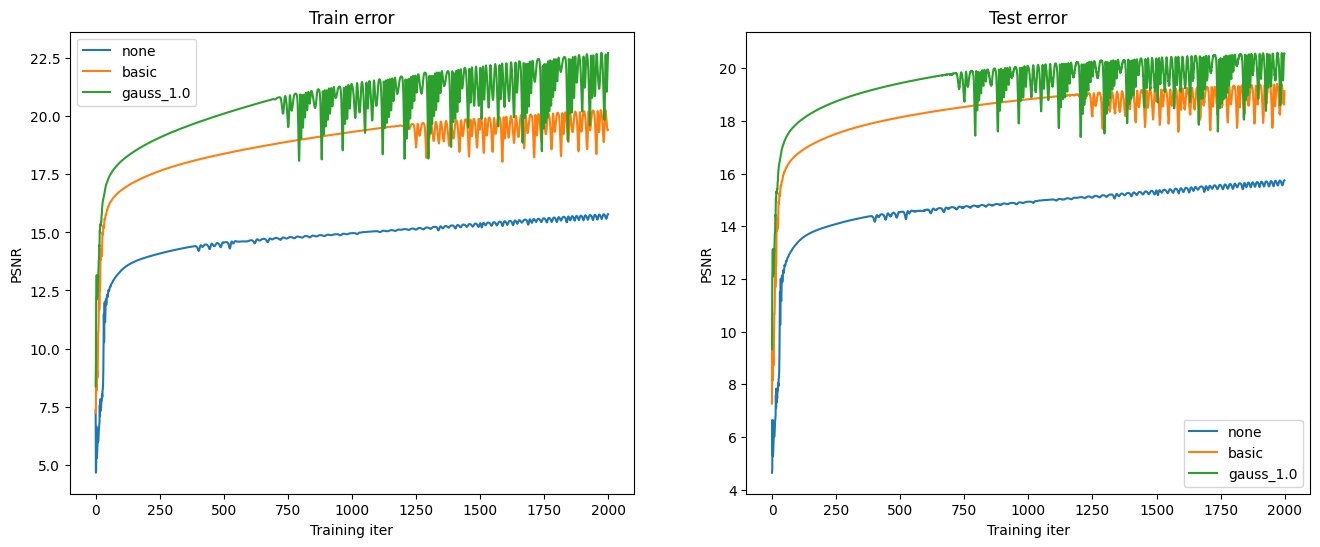 Train error
PSNR
22.5
20.0
17.5
15.0
12.5
10.0
7.5
5.0
none
basic
gauss_1.0
0 250 500 750 1000 1250 1500 1750 2000
Training iter
Test error
PSNR
20
18
16
14
12
10
8
6
4
none
basic
gauss_1.0
0 250 500 750 1000 1250 1500 1750 2000
Training iter